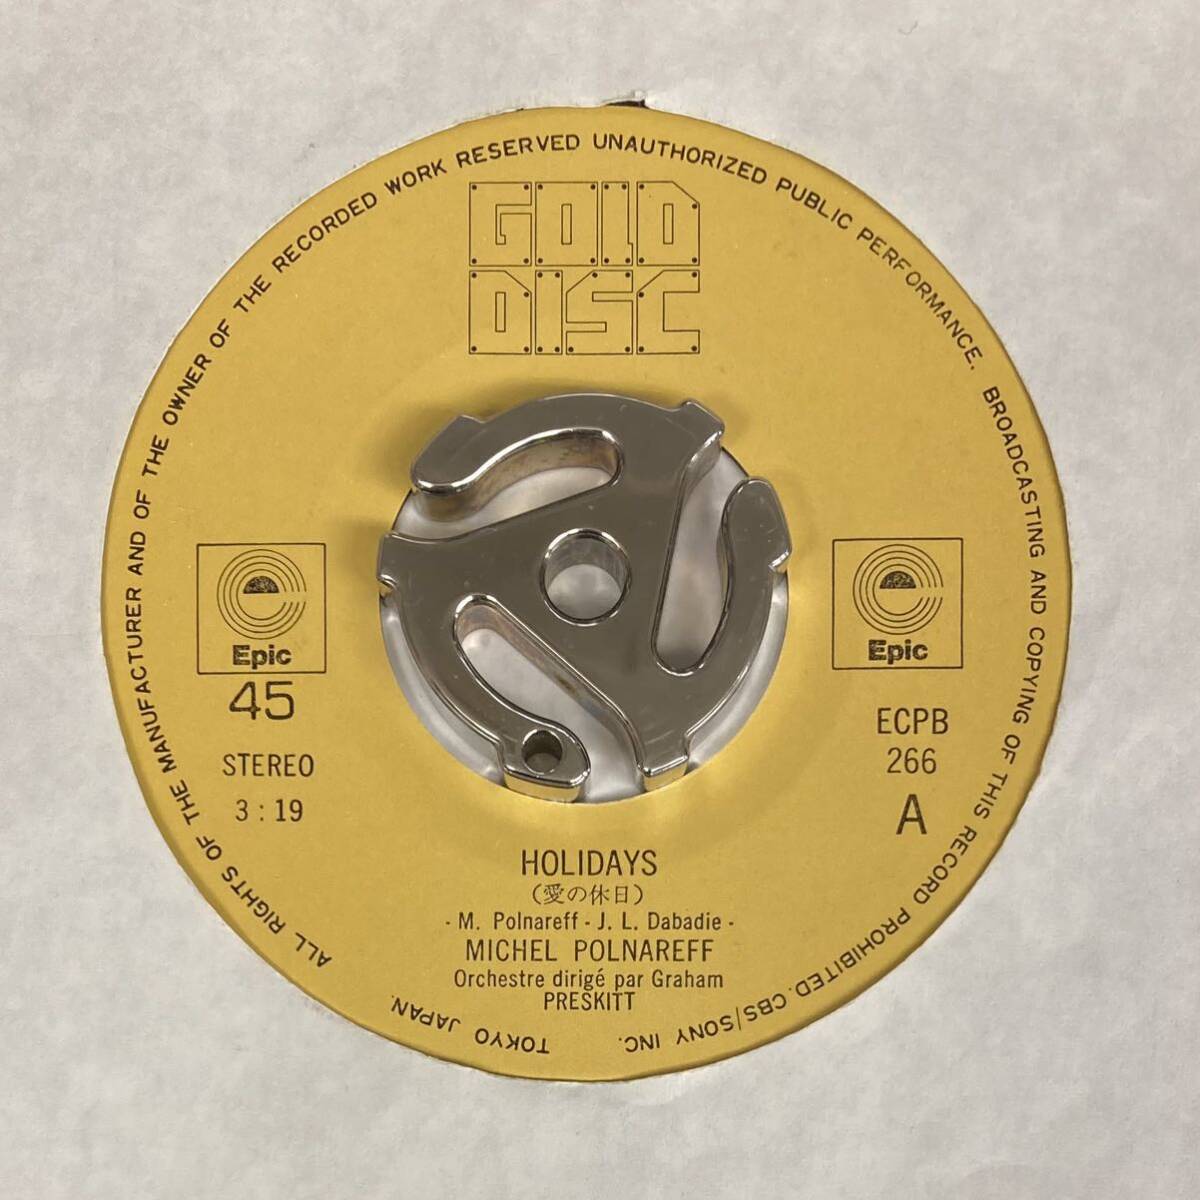 ALL RIGHTS OF THE MANUFACTURER AND OF THE OWNER OF THE RECORDED WORK RESERVED UNAUTHORIZED PUBLIC PERFORMANCE. BROADCASTING AND COPYING OF THIS RECORD PROHIBITED. CBS/SONY INC. TOKYO JAPAN.
GOLD
DISC
Epic
45
STEREO
3 : 19
Epic
ECPB
266
A
HOLIDAYS
(愛の休日)
- M. Polnareff - J. L. Dabadie -
MICHEL POLNAREFF
Orchestre dirigé par Graham
PRESKITT